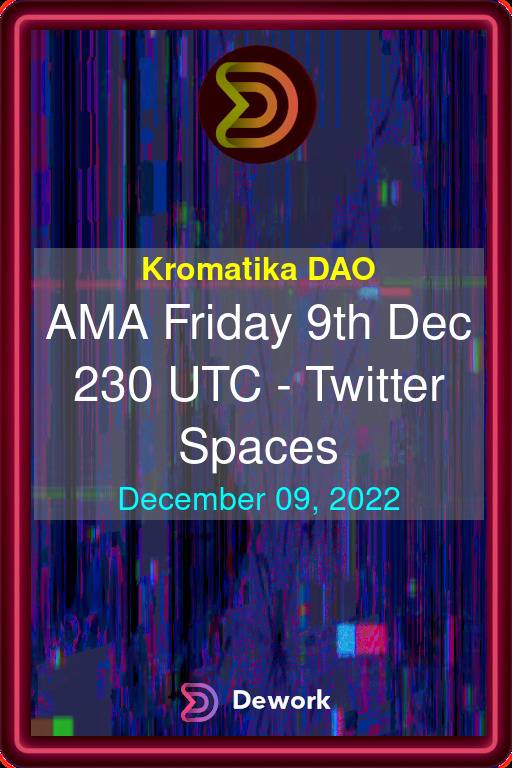 Kromatika DAO
AMA Friday 9th Dec
230 UTC - Twitter
Spaces
December 09, 2022
Dework